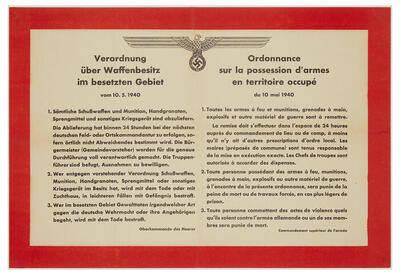 Verordnung
über Waffenbesitz
im besetzten Gebiet
vom 10. 5. 1940
1. Sämtliche Schußwaffen und Munition, Handgranaten,
Sprengmittel und sonstiges Kriegsgerät sind abzuliefern.
Die Ablieferung hat binnen 24 Stunden bei der nächsten
deutschen Feld- oder Ortskommandantur zu erfolgen, so-
fern örtlich nicht Abweichendes bestimmt wird. Die Bür-
germeister (Gemeindevorsteher) werden für die genaue
Durchführung voll verantwortlich gemacht. Die Truppen-
führer sind befugt, Ausnahmen zu bewilligen.
2. Wer entgegen vorstehender Verordnung Schußwaffen,
Munition, Handgranaten, Sprengmittel oder sonstiges
Kriegsgerät im Besitz hat, wird mit dem Tode oder mit
Zuchthaus, in leichteren Fällen mit Gefängnis bestraft.
3. Wer im besetzten Gebiet Gewalttaten irgendwelcher Art
gegen die deutsche Wehrmacht oder ihre Angehörigen
begeht, wird mit dem Tode bestraft.
Oberkommando des Heeres
Ordonnance
sur la possession d'armes
en territoire occupé
du 10 mai 1940
1. Toutes les armes à feu et munitions, grenades à main,
explosifs et autre matériel de guerre sont à remettre.
La remise doit s'effectuer dans l'espace de 24 heures
auprès du commandement de lieu ou de camp, à moins
qu'il n'y ait d'autres prescriptions d'ordre local. Les
maires (préposés de commune) sont tenus responsables
de la mise en exécution exacte. Les Chefs de troupes sont
autorisés à accorder des dispenses.
2. Toute personne possédant des armes à feu, munitions,
grenades à main, explosifs ou autre matériel de guerre,
à l'encontre de la présente ordonnance, sera punie de la
peine de mort ou de travaux forcés, en cas plus légers de
prison.
3. Toute personne commettant des actes de violence quels
qu'ils soient contre l'armée allemande ou un de ses mem-
bres sera punie de mort.
Commandement supérieur de l'armée